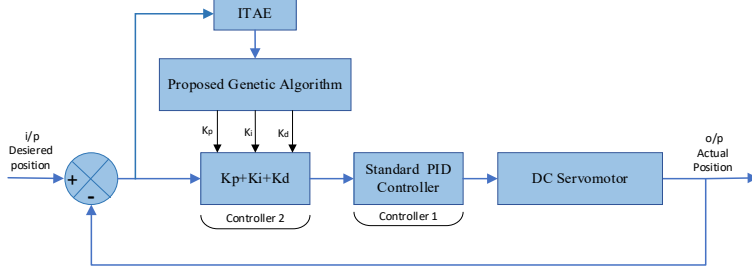 ITAE
Proposed Genetic Algorithm
Kp
Ki
Kd
i/p
Desiered
position
+
-
Kp+Ki+Kd
Standard PID
Controller
DC Servomotor
o/p
Actual
Position
Controller 2
Controller 1